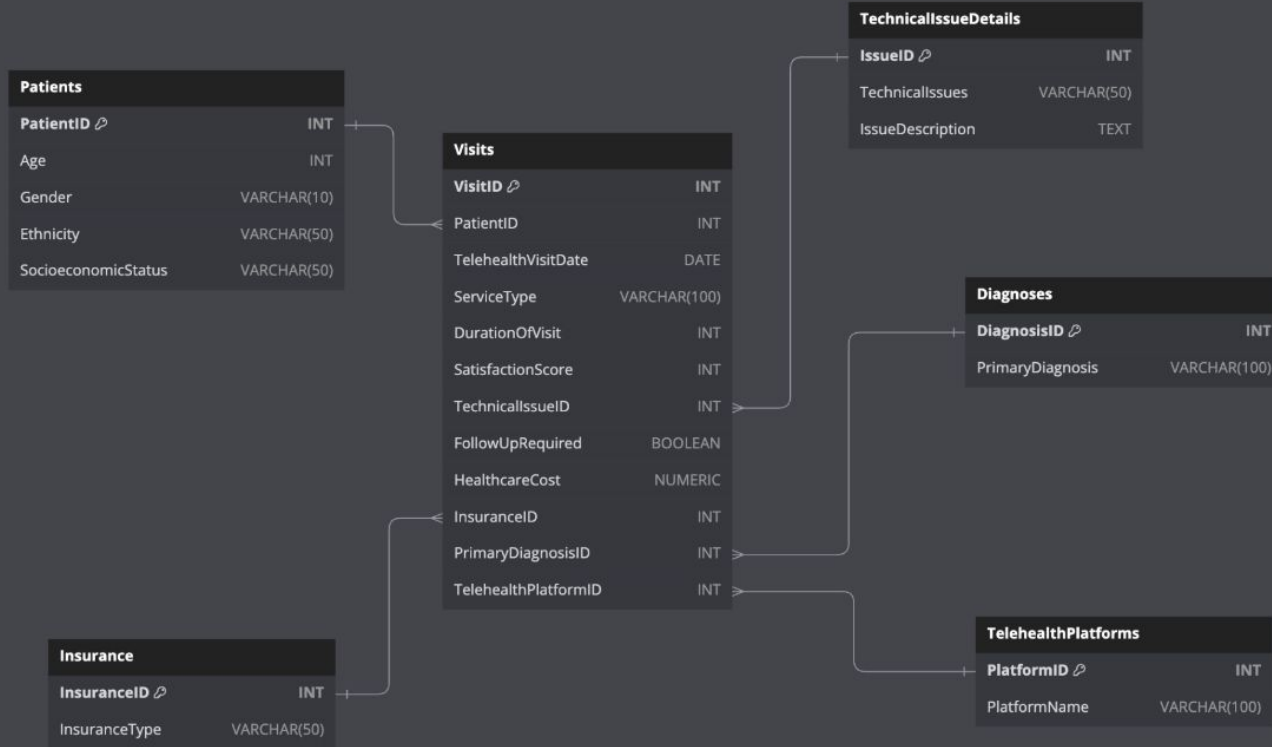 TechnicalIssueDetails
IssueID INT
TechnicalIssues VARCHAR(50)
IssueDescription TEXT
Patients
PatientID INT
Age INT
Gender VARCHAR(10)
Ethnicity VARCHAR(50)
SocioeconomicStatus VARCHAR(50)
Visits
VisitID INT
PatientID INT
TelehealthVisitDate DATE
ServiceType VARCHAR(100)
DurationOfVisit INT
SatisfactionScore INT
TechnicalIssueID INT
FollowUpRequired BOOLEAN
HealthcareCost NUMERIC
InsuranceID INT
PrimaryDiagnosisID INT
TelehealthPlatformID INT
Diagnoses
DiagnosisID INT
PrimaryDiagnosis VARCHAR(100)
Insurance
InsuranceID INT
InsuranceType VARCHAR(50)
TelehealthPlatforms
PlatformID INT
PlatformName VARCHAR(100)